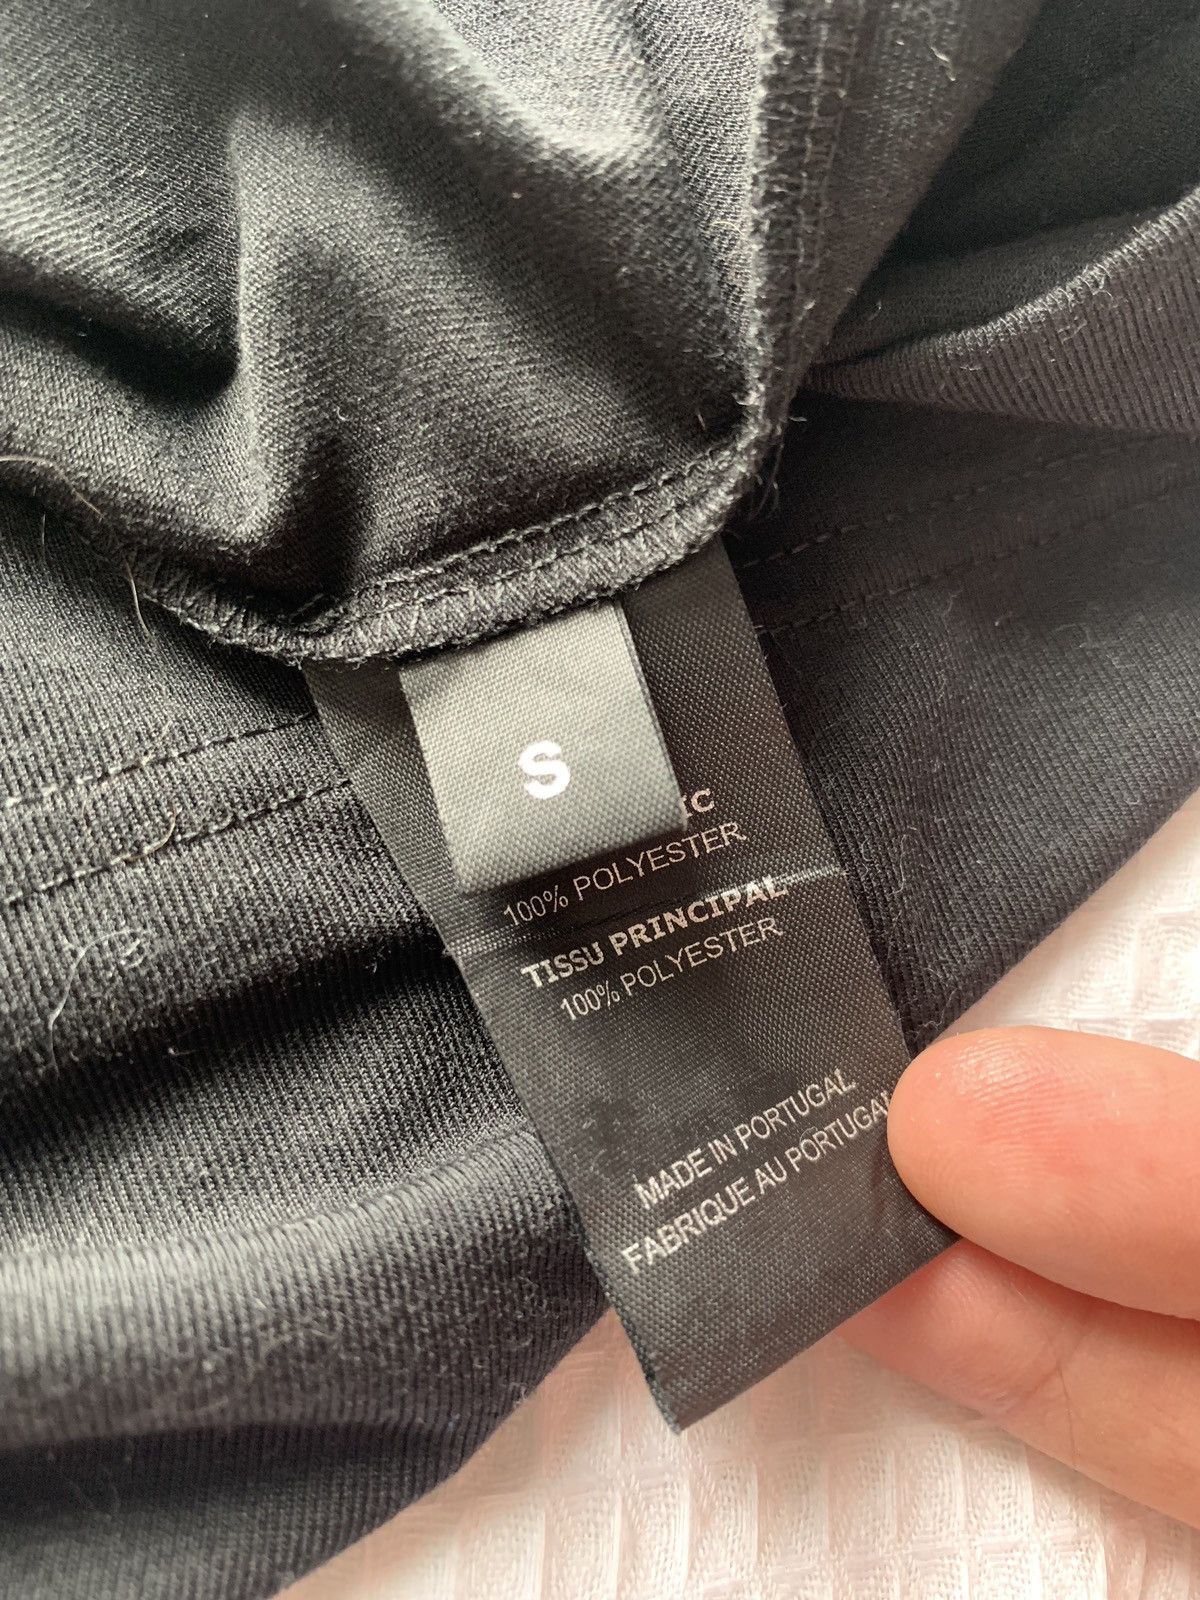 S
100% POLYESTER
TISSU PRINCIPAL
100% POLYESTER
MADE IN PORTUGAL
FABRIQUE AU PORTUGAL